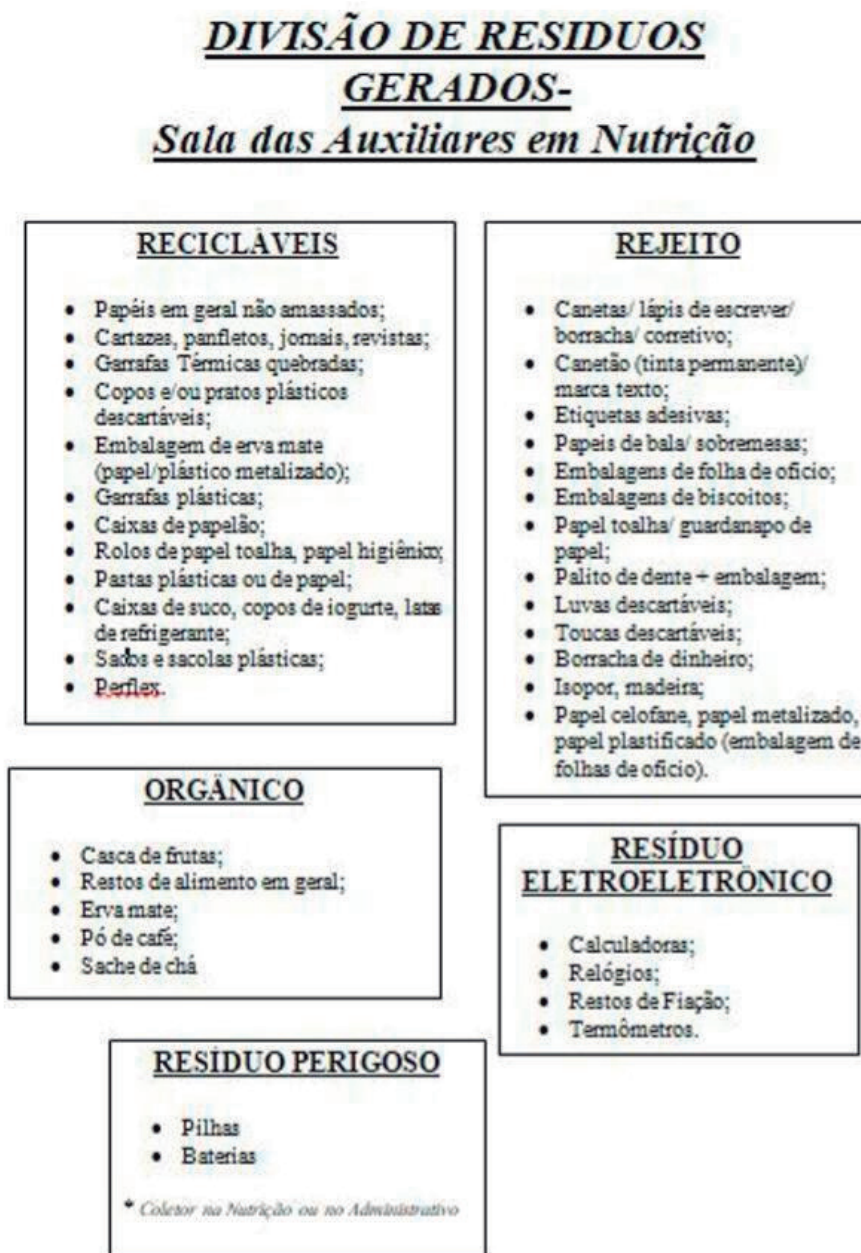 DIVISÃO DE RESIDUOS
GERADOS-
Sala das Auxiliares em Nutrição
RECICLÁVEIS
• Papéis em geral não amassados;
• Cartazes, panfletos, jornais, revistas;
• Garrafas Térmicas quebradas;
• Copos e/ou pratos plásticos
descartáveis;
• Embalagem de erva mate
(papel/plástico metalizado);
• Garrafas plásticas;
• Caixas de papelão;
• Rolos de papel toalha, papel higiênico;
• Pastas plásticas ou de papel;
• Caixas de suco, copos de iogurte, latas
de refrigerante;
• Sacos e sacolas plásticas;
• Perflex.
REJEITO
• Canetas/ lápis de escrever/
borracha/ corretivo;
• Canetão (tinta permanente)/
marca texto;
• Etiquetas adesivas;
• Papeis de bala/ sobremesas;
• Embalagens de folha de oficio;
• Embalagens de biscoitos;
• Papel toalha/ guardanapo de
papel;
• Palito de dente + embalagem;
• Luvas descartáveis;
• Toucas descartáveis;
• Borracha de dinheiro;
• Isopor, madeira;
• Papel celofane, papel metalizado,
papel plastificado (embalagem de
folhas de oficio).
ORGÂNICO
• Casca de frutas;
• Restos de alimento em geral;
• Erva mate;
• Pó de café;
• Sache de chá
RESÍDUO
ELETROELETRÔNICO
• Calculadoras;
• Relógios;
• Restos de Fiação;
• Termômetros.
RESÍDUO PERIGOSO
• Pilhas
• Baterias
* Coletor na Nutrição ou no Administrativo